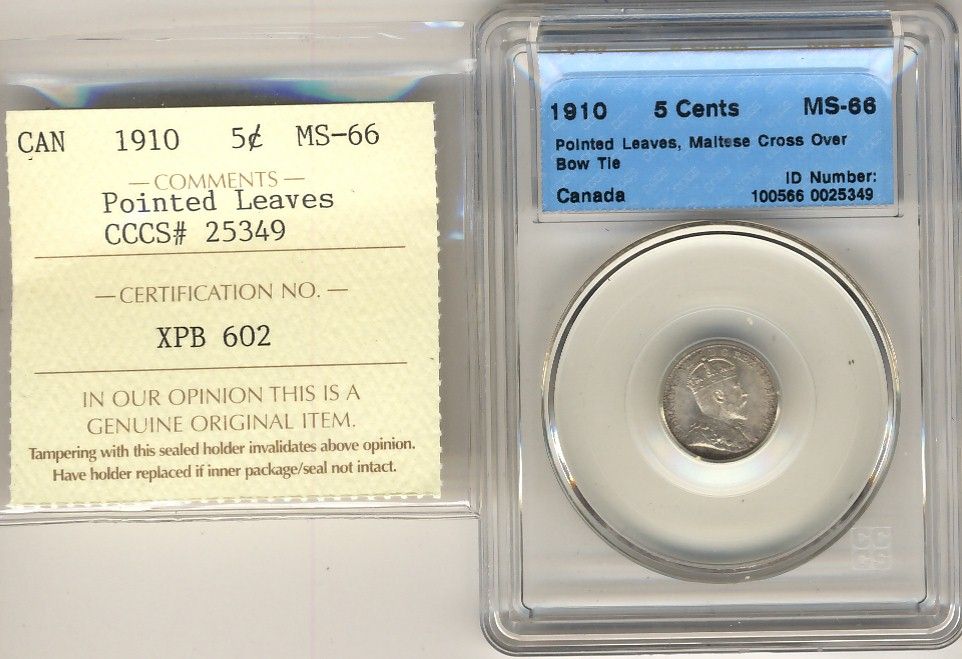 CAN 1910 5¢ MS-66
— COMMENTS —
Pointed Leaves
CCCS# 25349
— CERTIFICATION NO. —
XPB 602
IN OUR OPINION THIS IS A
GENUINE ORIGINAL ITEM.
Tampering with this sealed holder invalidates above opinion.
Have holder replaced if inner package/seal not intact.
1910 5 Cents MS-66
Pointed Leaves, Maltese Cross Over
Bow Tie
ID Number:
Canada 100566 0025349
CC
CS